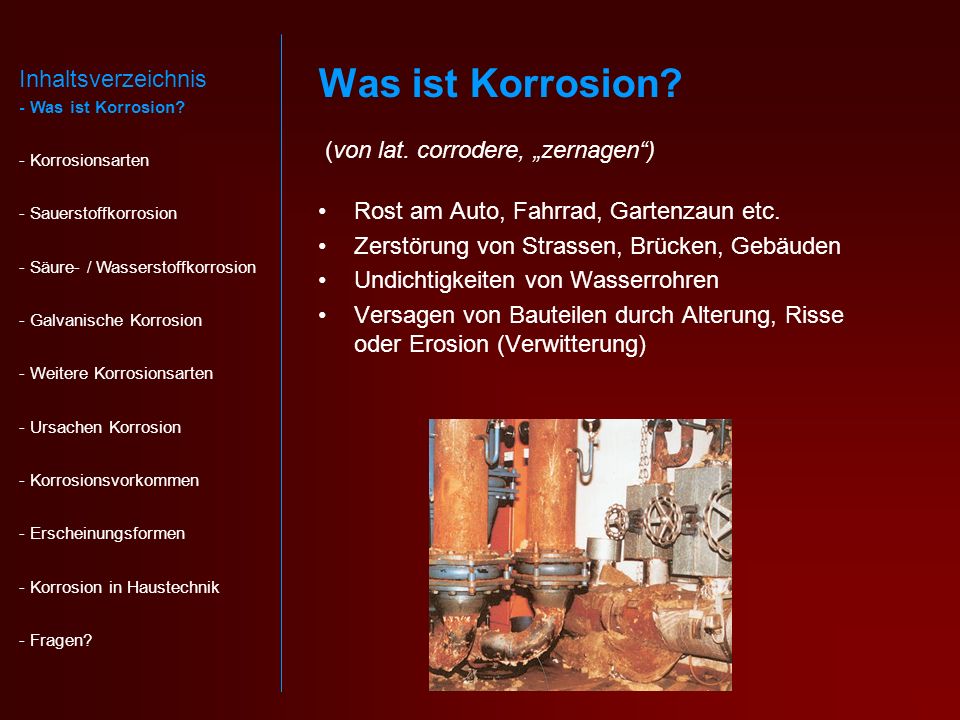 Inhaltsverzeichnis
- Was ist Korrosion?
- Korrosionsarten
- Sauerstoffkorrosion
- Säure- / Wasserstoffkorrosion
- Galvanische Korrosion
- Weitere Korrosionsarten
- Ursachen Korrosion
- Korrosionsvorkommen
- Erscheinungsformen
- Korrosion in Haustechnik
- Fragen?
Was ist Korrosion?
(von lat. corrodere, „zernagen“)
• Rost am Auto, Fahrrad, Gartenzaun etc.
• Zerstörung von Strassen, Brücken, Gebäuden
• Undichtigkeiten von Wasserrohren
• Versagen von Bauteilen durch Alterung, Risse
oder Erosion (Verwitterung)